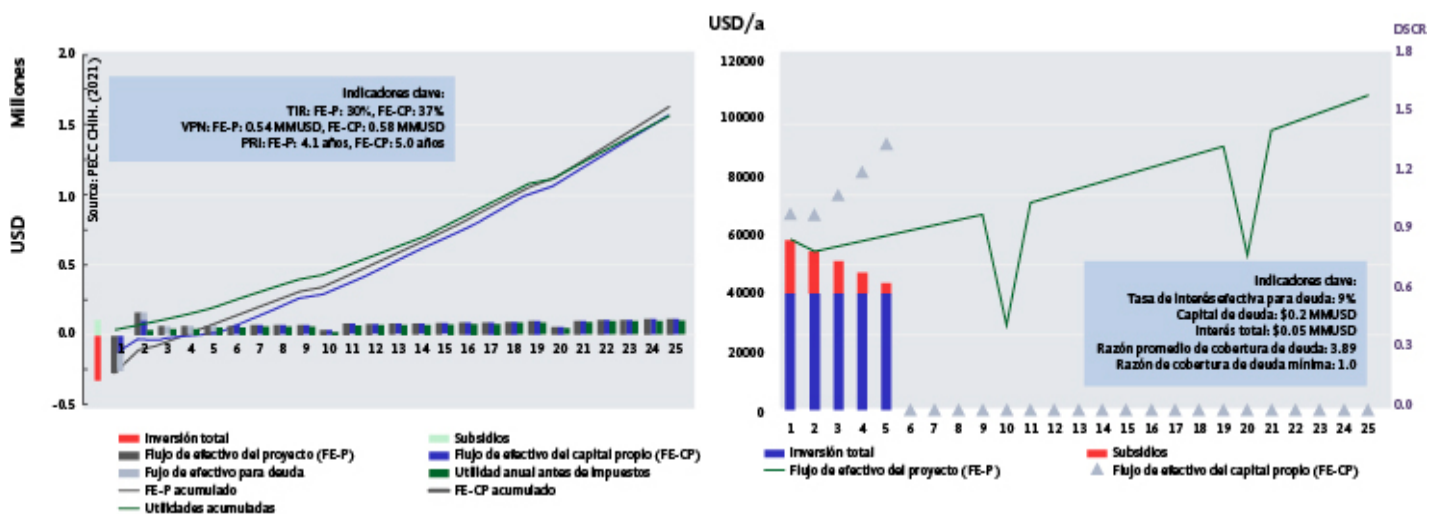 Millones
USD
2.0
1.5
1.0
0.5
0.0
-0.5
Source: PECC CHIH. (2021)
Indicadores clave:
TIR: FE-P: 30%, FE-CP: 37%
VPN: FE-P: 0.54 MMUSD, FE-CP: 0.58 MMUSD
PRI: FE-P: 4.1 años, FE-CP: 5.0 años
1 2 3 4 5 6 7 8 9 10 11 12 13 14 15 16 17 18 19 20 21 22 23 24 25
Inversión total
Subsidios
Flujo de efectivo del proyecto (FE-P)
Flujo de efectivo del capital propio (FE-CP)
Fujo de efectivo para deuda
Utilidad anual antes de impuestos
FE-P acumulado
FE-CP acumulado
Utilidades acumuladas
USD/a
DSCR
120000
100000
80000
60000
40000
20000
0
1.8
1.5
1.2
0.9
0.6
0.3
0.0
Indicadores clave:
Tasa de interés efectiva para deuda: 9%
Capital de deuda: $0.2 MMUSD
Interés total: $0.05 MMUSD
Razón promedio de cobertura de deuda: 3.89
Razón de cobertura de deuda mínima: 1.0
1 2 3 4 5 6 7 8 9 10 11 12 13 14 15 16 17 18 19 20 21 22 23 24 25
Inversión total
Subsidios
Flujo de efectivo del proyecto (FE-P)
Flujo de efectivo del capital propio (FE-CP)